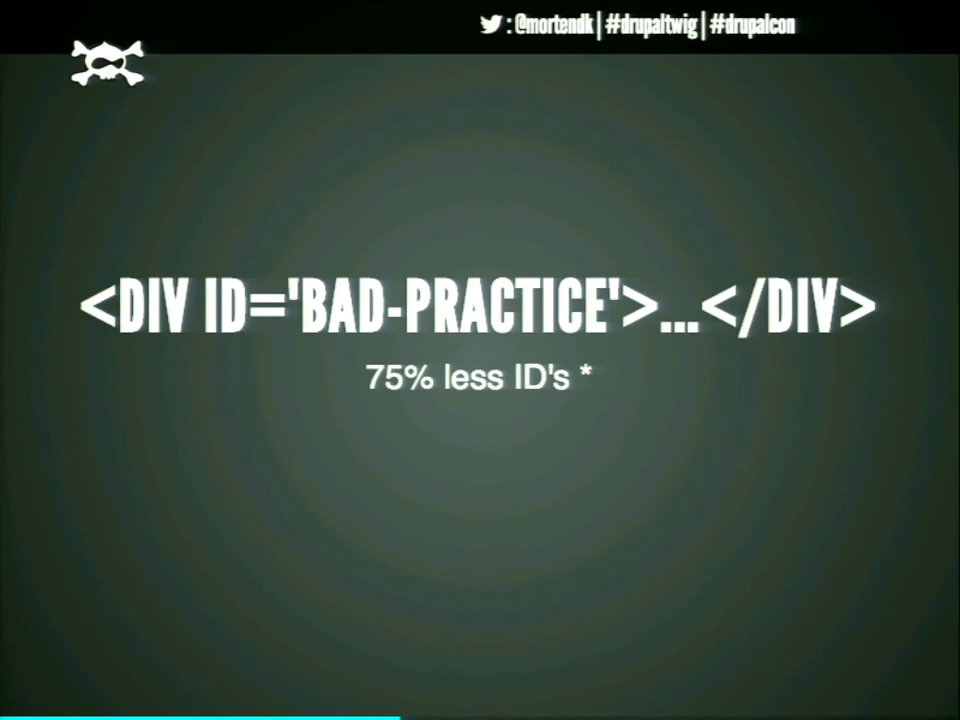 : @mortendk | #drupaltwig | #drupalcon
<DIV ID='BAD-PRACTICE'>...</DIV>
75% less ID's *